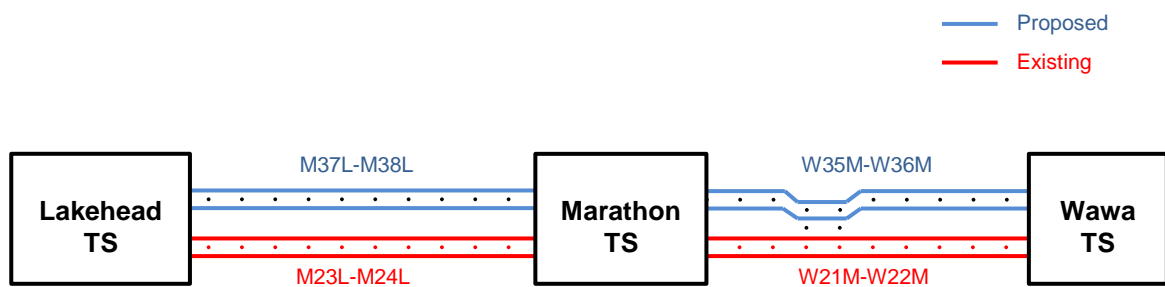 Proposed
Existing
M37L-M38L
W35M-W36M
Lakehead
TS
Marathon
TS
Wawa
TS
M23L-M24L
W21M-W22M